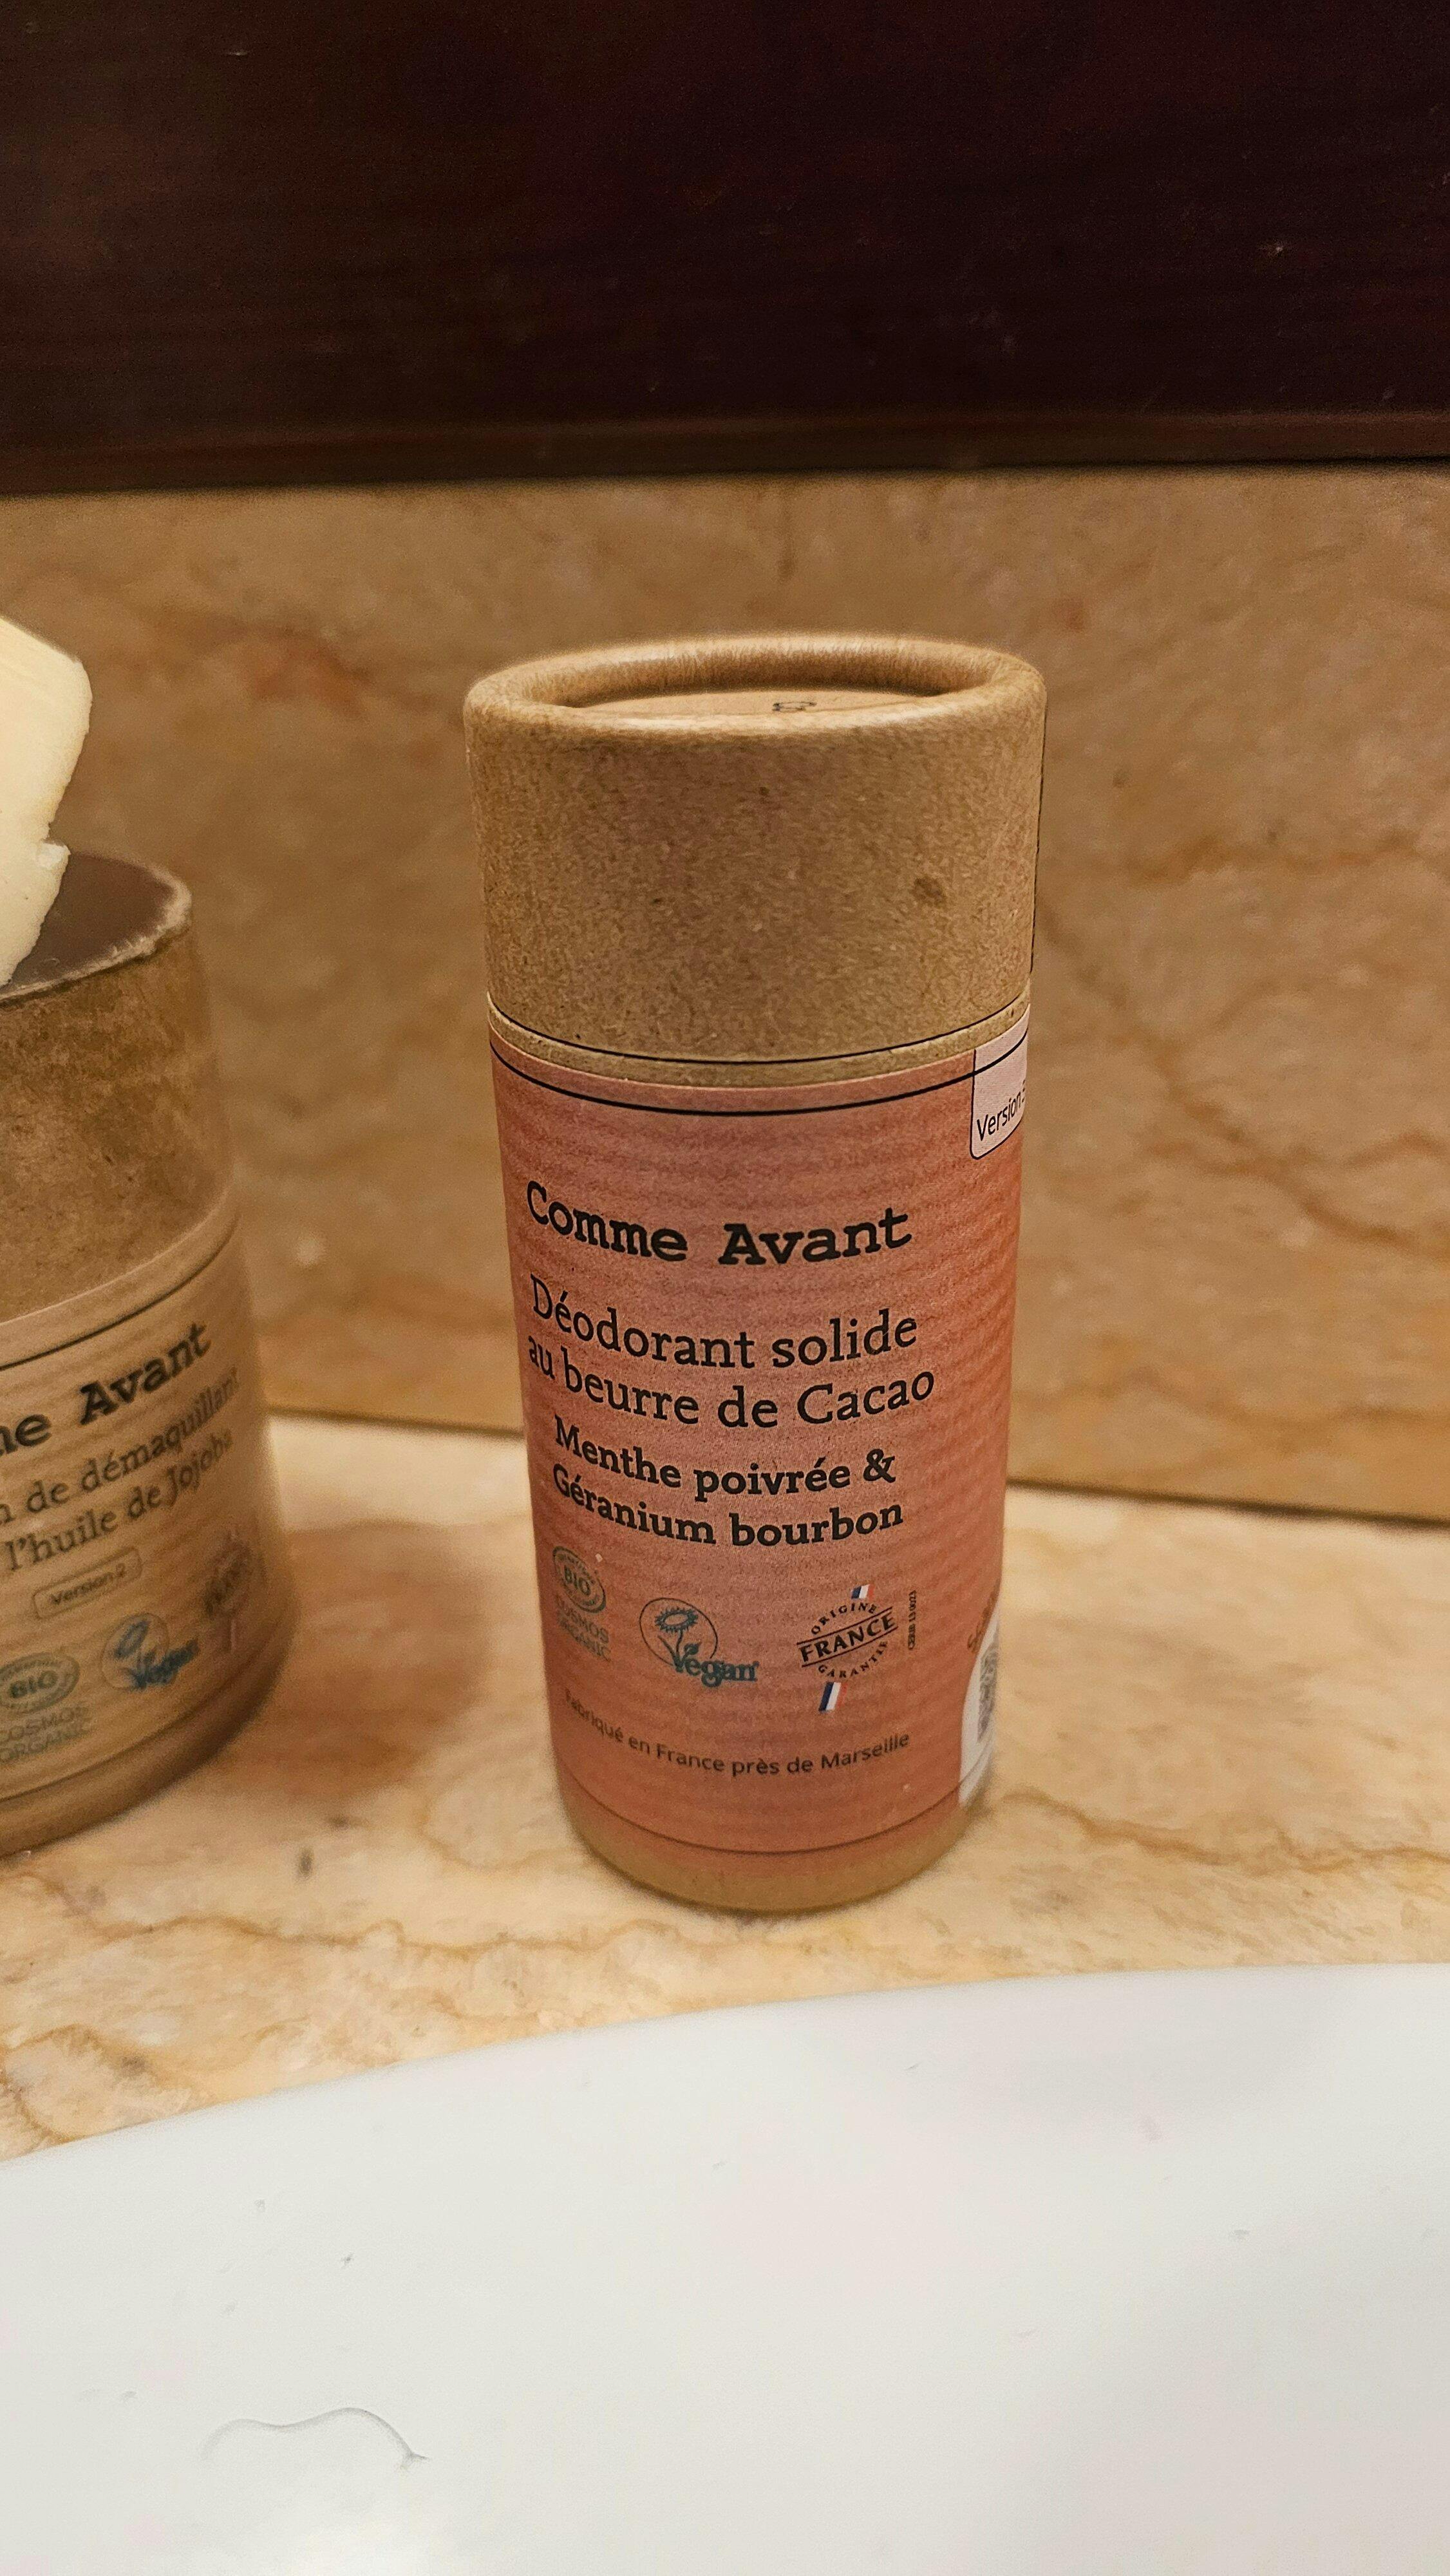 Comme Avant
Déodorant solide
au beurre de Cacao
Menthe poivrée &
Géranium bourbon
BIO
COSMOS
ORGANIC
Vegan
ORIGINE
FRANCE
GARANTIE
Fabriqué en France près de Marseille
Version
Avant
de démaquillant
l'huile de Jojoba
Version 2
BIO
COSMOS
ORGANIC
Vegan